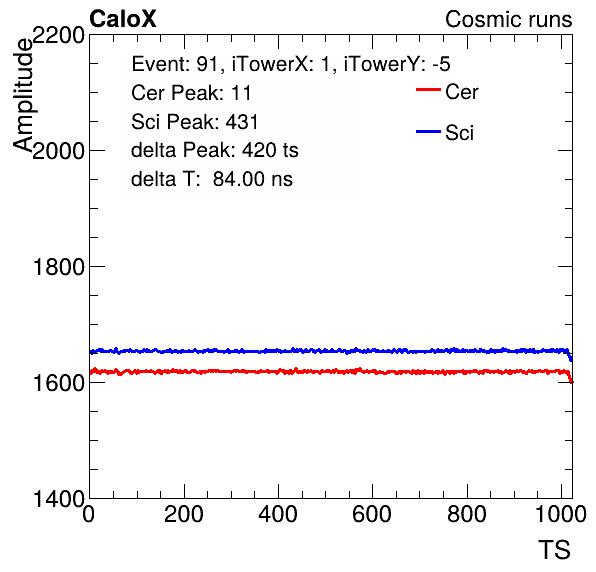 CaloX Cosmic runs
Amplitude
Event: 91, iTowerX: 1, iTowerY: -5
Cer Peak: 11
Sci Peak: 431
delta Peak: 420 ts
delta T:  84.00 ns
Cer
Sci
2200
2000
1800
1600
1400
0 200 400 600 800 1000
TS